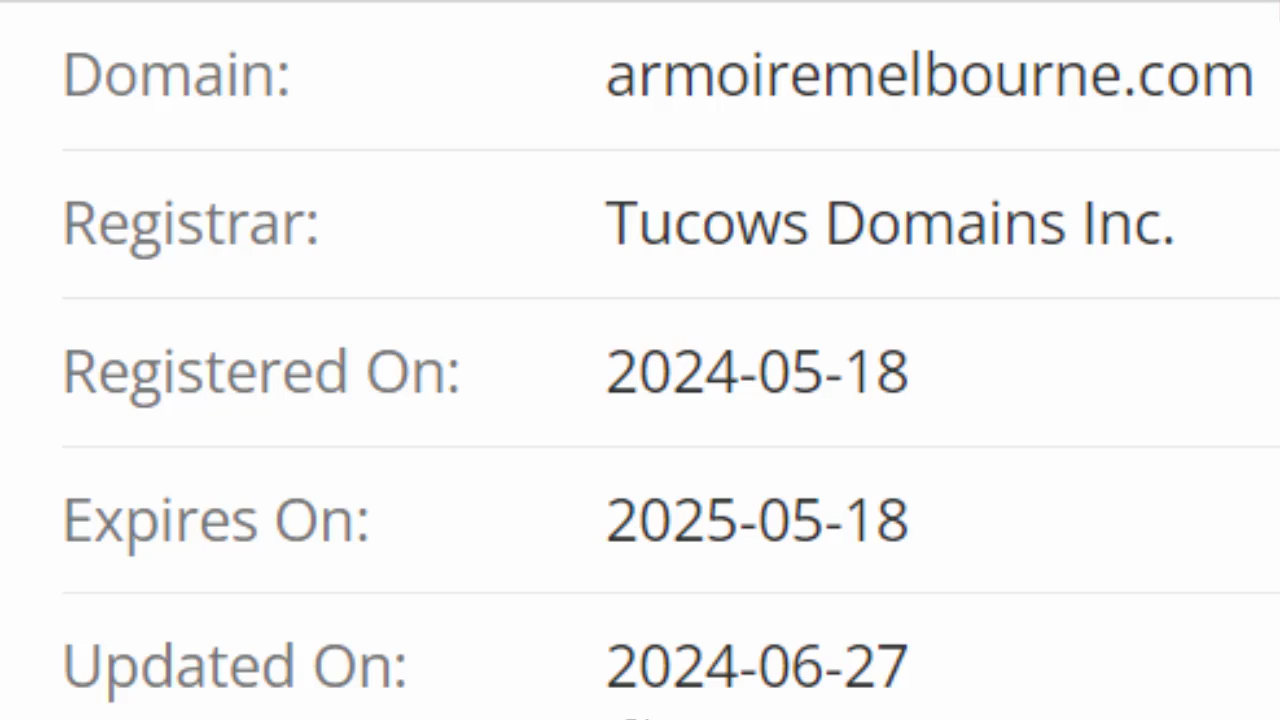 Domain: armoiremelbourne.com
Registrar: Tucows Domains Inc.
Registered On: 2024-05-18
Expires On: 2025-05-18
Updated On: 2024-06-27